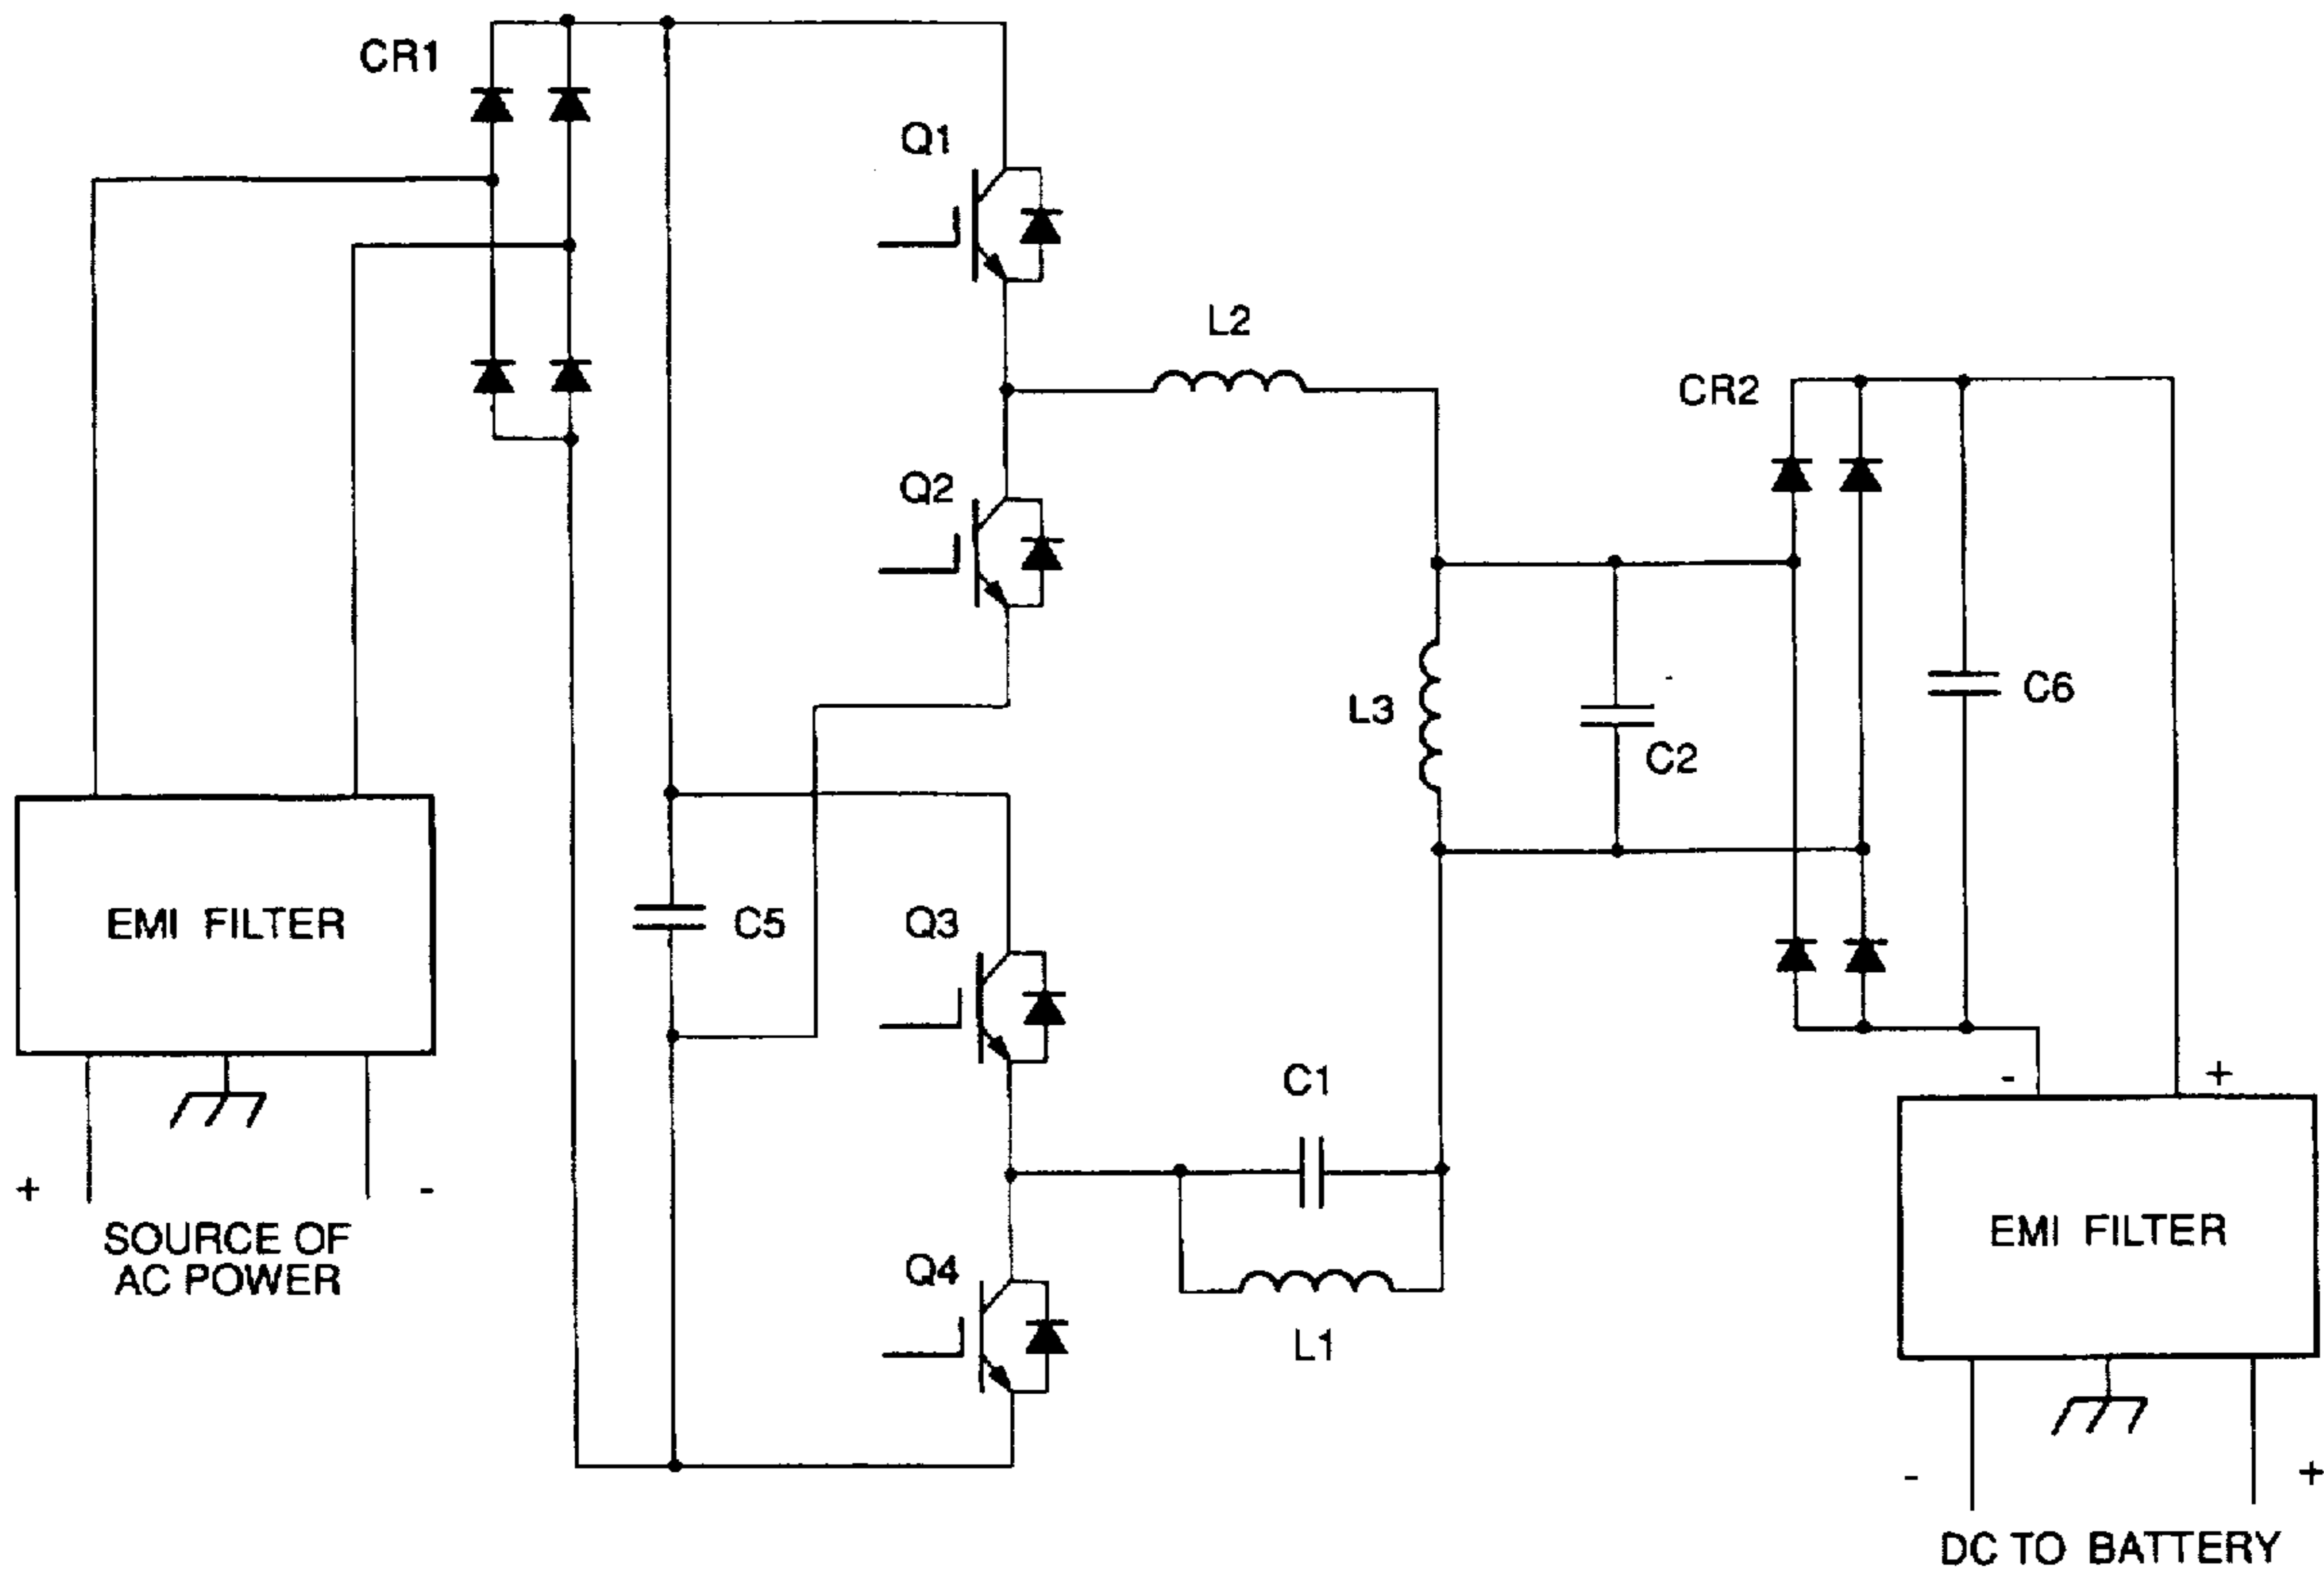 CR1
Q1
L2
CR2
Q2
L3
C2
C6
EMI FILTER
C5
Q3
C1
- +
+ -
SOURCE OF
AC POWER
Q4
L1
EMI FILTER
- +
DC TO BATTERY